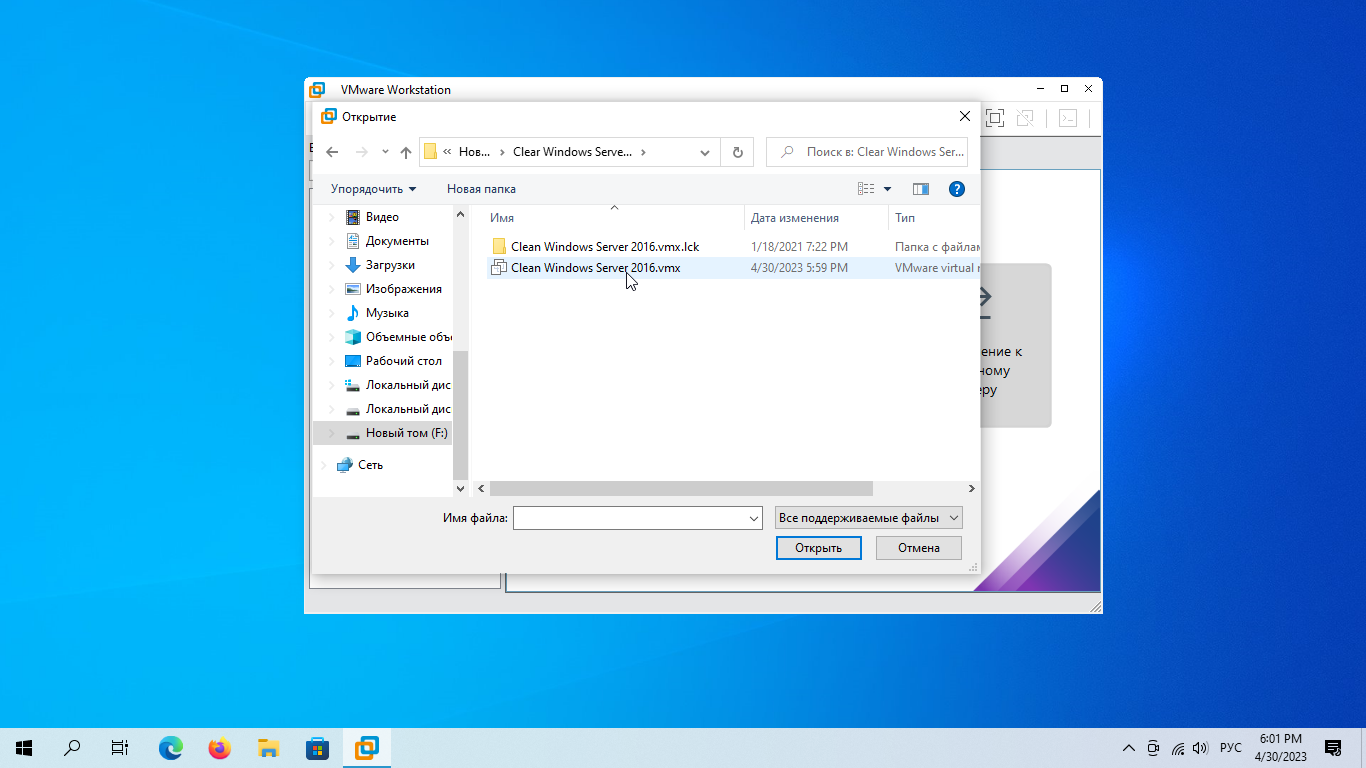 VMware Workstation
Открытие
« Нов... › Clear Windows Serve... ›
Поиск в: Clear Windows Ser...
Упорядочить
Новая папка
Видео
Документы
Загрузки
Изображения
Музыка
Объемные объе
Рабочий стол
Локальный дис
Локальный дис
Новый том (F:)
Сеть
Имя Дата изменения Тип
Clean Windows Server 2016.vmx.lck 1/18/2021 7:22 PM Папка с файлам
Clean Windows Server 2016.vmx 4/30/2023 5:59 PM VMware virtual
Имя файла:
Все поддерживаемые файлы
Открыть
Отмена
ение к
ному
еру
РУС
6:01 PM
4/30/2023